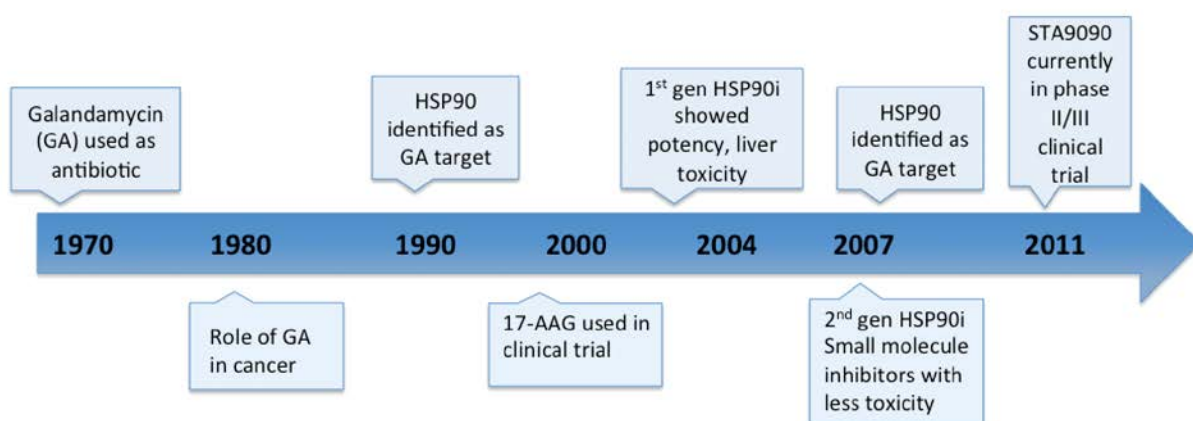 Galandamycin
(GA) used as
antibiotic
HSP90
identified as
GA target
1st gen HSP90i
showed
potency, liver
toxicity
HSP90
identified as
GA target
STA9090
currently
in phase
II/III
clinical
trial
1970 1980 1990 2000 2004 2007 2011
Role of GA
in cancer
17-AAG used in
clinical trial
2nd gen HSP90i
Small molecule
inhibitors with
less toxicity